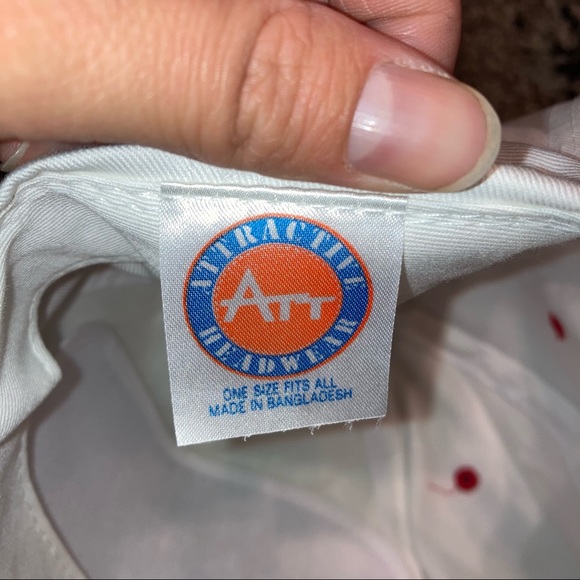 ATTRACTIVE
ATT
HEADWEAR
ONE SIZE FITS ALL
MADE IN BANGLADESH